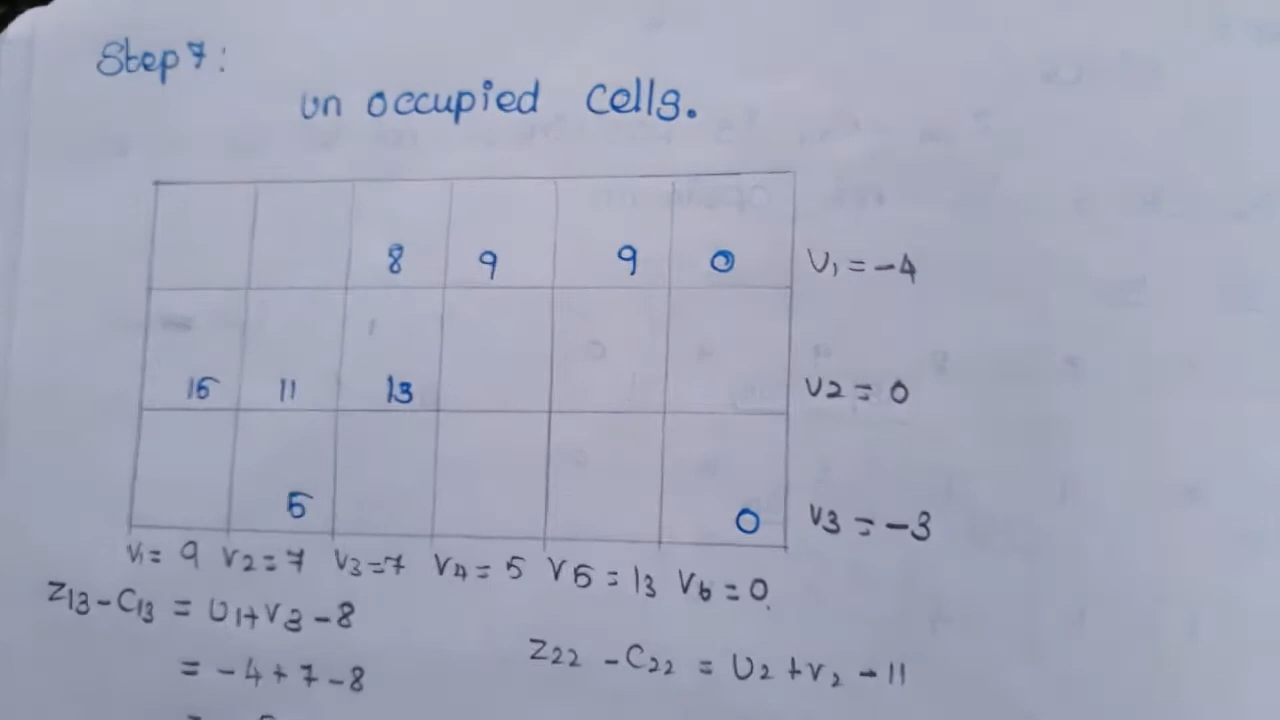 Step 7:
un occupied cells.
8 9 9 0 U1 = -4
15 11 13 U2 = 0
5 0 V3 = -3
V1 = 9 V2 = 7 V3 = 7 V4 = 5 V5 = 13 V6 = 0.
Z13 - C13 = U1 + V3 - 8
= -4 + 7 - 8
Z22 - C22 = U2 + V2 - 11